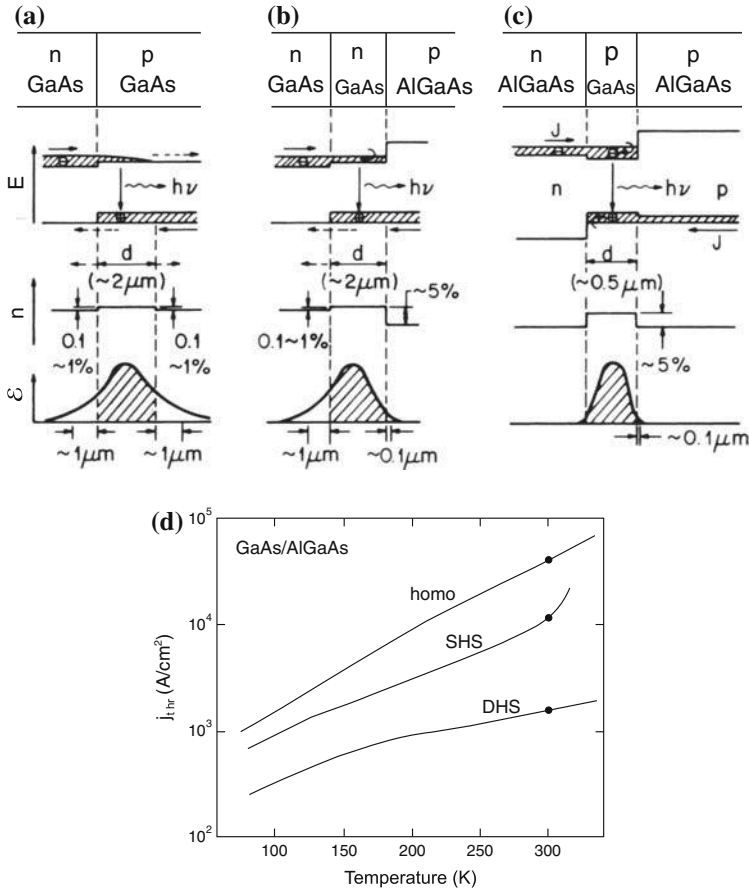 (a) (b) (c)
n p n n p n p p
GaAs GaAs GaAs GaAs AlGaAs AlGaAs GaAs AlGaAs
J
E hν hν n hν p
d d d J
(~2μm) (~2μm) ~5% (~0.5μm)
n
0.1 0.1 0.1~1% ~5%
~1% ~1%
ℰ
~1μm ~1μm ~1μm ~0.1μm ~0.1μm
(d)
10⁵
GaAs/AlGaAs
homo
10⁴
SHS
j thr (A/cm²)
DHS
10³
10²
100 150 200 250 300
Temperature (K)